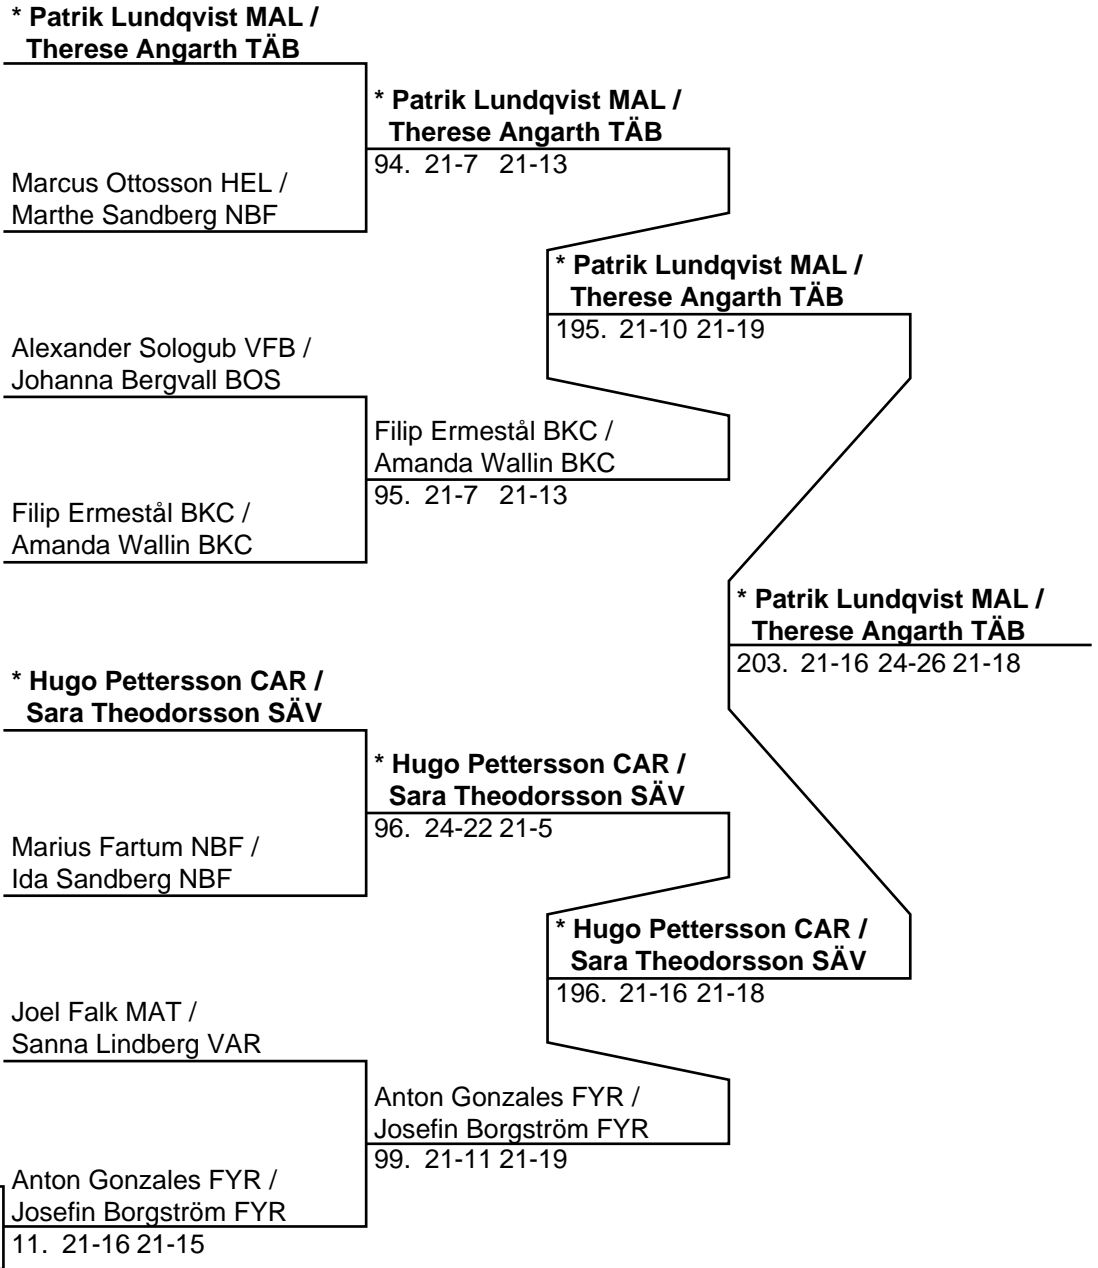 * Patrik Lundqvist MAL /
Therese Angarth TÄB
* Patrik Lundqvist MAL /
Therese Angarth TÄB
94. 21-7 21-13
Marcus Ottosson HEL /
Marthe Sandberg NBF
* Patrik Lundqvist MAL /
Therese Angarth TÄB
195. 21-10 21-19
Alexander Sologub VFB /
Johanna Bergvall BOS
Filip Ermestål BKC /
Amanda Wallin BKC
95. 21-7 21-13
Filip Ermestål BKC /
Amanda Wallin BKC
* Patrik Lundqvist MAL /
Therese Angarth TÄB
203. 21-16 24-26 21-18
* Hugo Pettersson CAR /
Sara Theodorsson SÄV
* Hugo Pettersson CAR /
Sara Theodorsson SÄV
96. 24-22 21-5
Marius Fartum NBF /
Ida Sandberg NBF
* Hugo Pettersson CAR /
Sara Theodorsson SÄV
196. 21-16 21-18
Joel Falk MAT /
Sanna Lindberg VAR
Anton Gonzales FYR /
Josefin Borgström FYR
99. 21-11 21-19
Anton Gonzales FYR /
Josefin Borgström FYR
11. 21-16 21-15